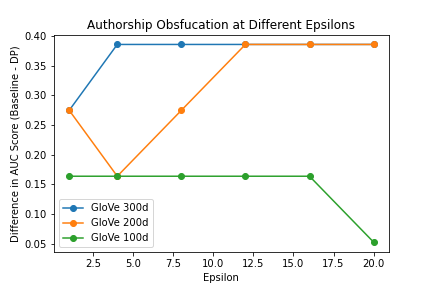 Authorship Obsfucation at Different Epsilons
Difference in AUC Score (Baseline - DP)
0.40
0.35
0.30
0.25
0.20
0.15
0.10
0.05
GloVe 300d
GloVe 200d
GloVe 100d
2.5 5.0 7.5 10.0 12.5 15.0 17.5 20.0
Epsilon